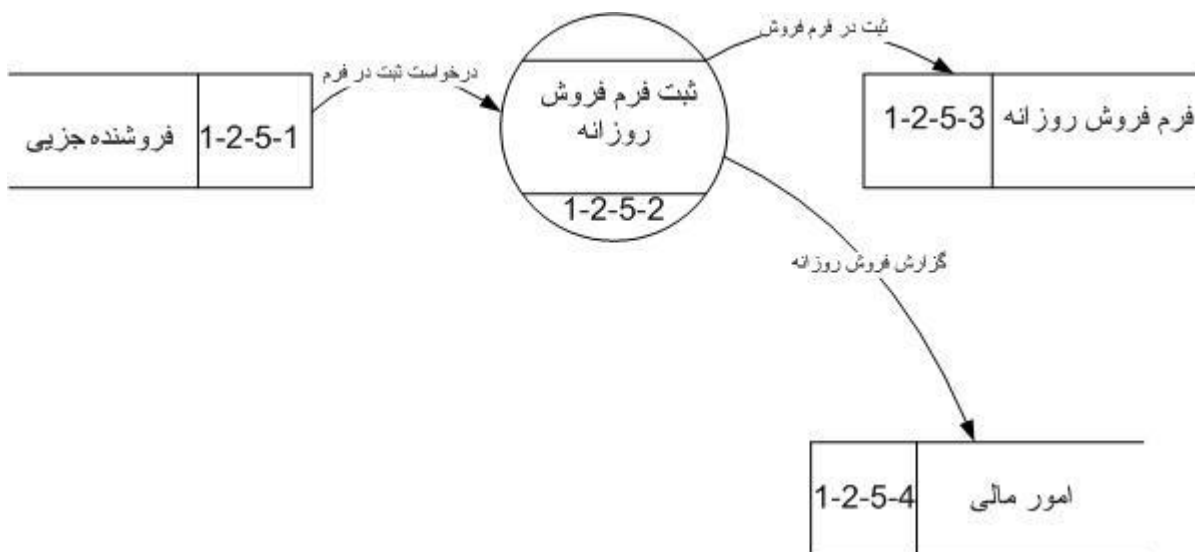 ثبت در فرم فروش
درخواست ثبت در فرم
فروشنده جزیی
1-2-5-1
ثبت فرم فروش
روزانه
1-2-5-2
1-2-5-3
فرم فروش روزانه
گزارش فروش روزانه
1-2-5-4
امور مالی